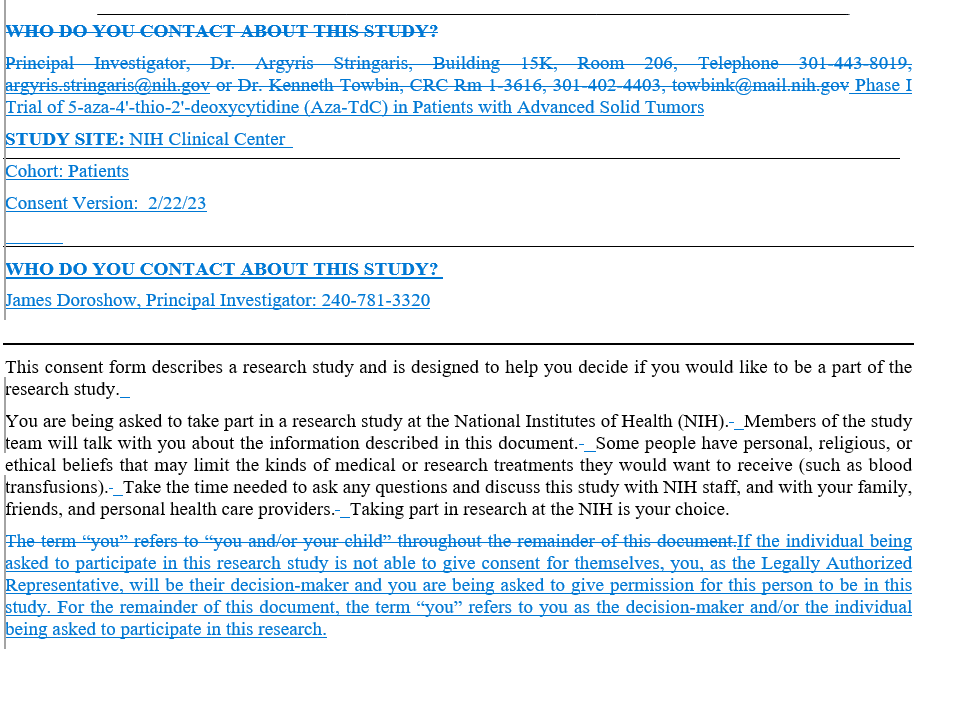 WHO DO YOU CONTACT ABOUT THIS STUDY?
Principal Investigator, Dr. Argyris Stringaris, Building 15K, Room 206, Telephone 301-443-8019,
argyris.stringaris@nih.gov or Dr. Kenneth Towbin, CRC Rm 1-3616, 301-402-4403, towbink@mail.nih.gov Phase I
Trial of 5-aza-4'-thio-2'-deoxycytidine (Aza-TdC) in Patients with Advanced Solid Tumors
STUDY SITE: NIH Clinical Center
Cohort: Patients
Consent Version: 2/22/23
WHO DO YOU CONTACT ABOUT THIS STUDY?
James Doroshow, Principal Investigator: 240-781-3320
This consent form describes a research study and is designed to help you decide if you would like to be a part of the
research study.
You are being asked to take part in a research study at the National Institutes of Health (NIH).- Members of the study
team will talk with you about the information described in this document.- Some people have personal, religious, or
ethical beliefs that may limit the kinds of medical or research treatments they would want to receive (such as blood
transfusions).- Take the time needed to ask any questions and discuss this study with NIH staff, and with your family,
friends, and personal health care providers.- Taking part in research at the NIH is your choice.
The term “you” refers to “you and/or your child” throughout the remainder of this document.If the individual being
asked to participate in this research study is not able to give consent for themselves, you, as the Legally Authorized
Representative, will be their decision-maker and you are being asked to give permission for this person to be in this
study. For the remainder of this document, the term “you” refers to you as the decision-maker and/or the individual
being asked to participate in this research.